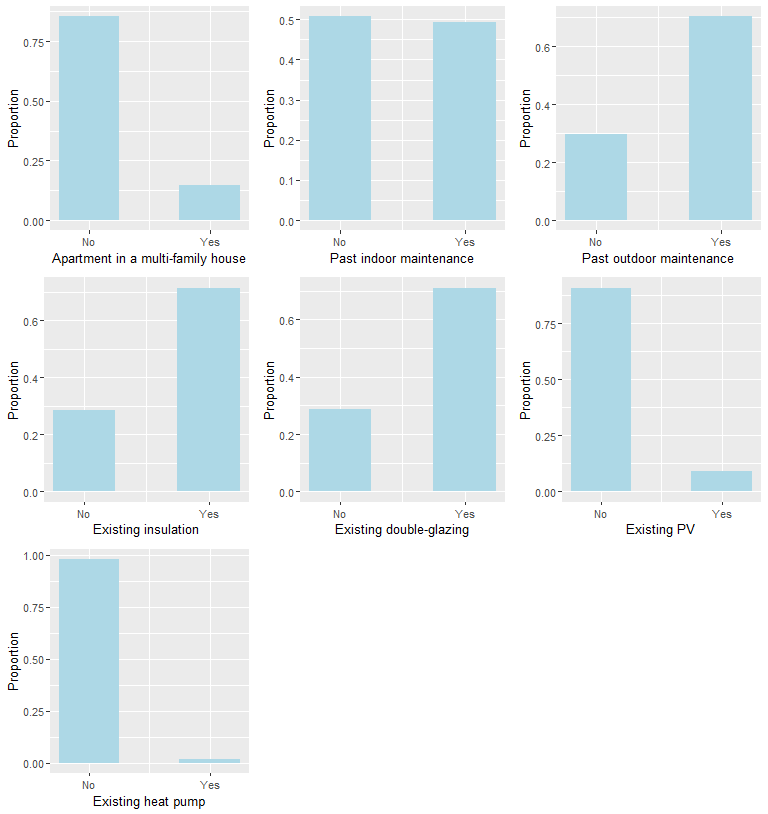 Proportion
0.75
0.50
0.25
0.00
No Yes
Apartment in a multi-family house
Proportion
0.5
0.4
0.3
0.2
0.1
0.0
No Yes
Past indoor maintenance
Proportion
0.6
0.4
0.2
0.0
No Yes
Past outdoor maintenance
Proportion
0.6
0.4
0.2
0.0
No Yes
Existing insulation
Proportion
0.6
0.4
0.2
0.0
No Yes
Existing double-glazing
Proportion
0.75
0.50
0.25
0.00
No Yes
Existing PV
Proportion
1.00
0.75
0.50
0.25
0.00
No Yes
Existing heat pump